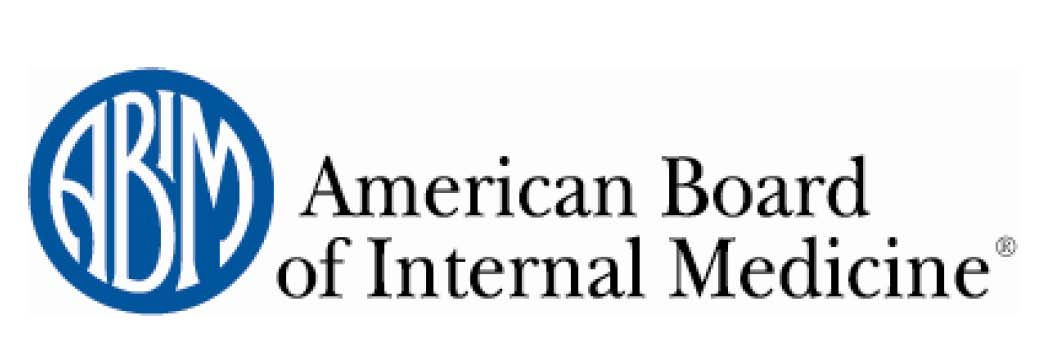 ABIM
American Board
of Internal Medicine®